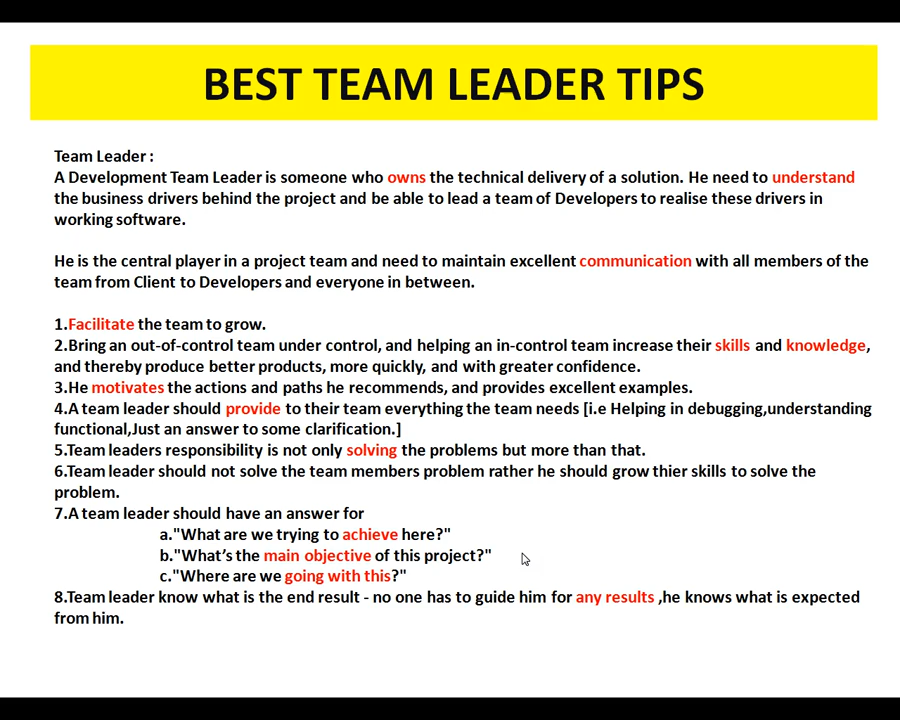 BEST TEAM LEADER TIPS
Team Leader :
A Development Team Leader is someone who owns the technical delivery of a solution. He need to understand
the business drivers behind the project and be able to lead a team of Developers to realise these drivers in
working software.
He is the central player in a project team and need to maintain excellent communication with all members of the
team from Client to Developers and everyone in between.
1.Facilitate the team to grow.
2.Bring an out-of-control team under control, and helping an in-control team increase their skills and knowledge,
and thereby produce better products, more quickly, and with greater confidence.
3.He motivates the actions and paths he recommends, and provides excellent examples.
4.A team leader should provide to their team everything the team needs [i.e Helping in debugging,understanding
functional,Just an answer to some clarification.]
5.Team leaders responsibility is not only solving the problems but more than that.
6.Team leader should not solve the team members problem rather he should grow thier skills to solve the
problem.
7.A team leader should have an answer for
a."What are we trying to achieve here?"
b."What’s the main objective of this project?"
c."Where are we going with this?"
8.Team leader know what is the end result - no one has to guide him for any results ,he knows what is expected
from him.